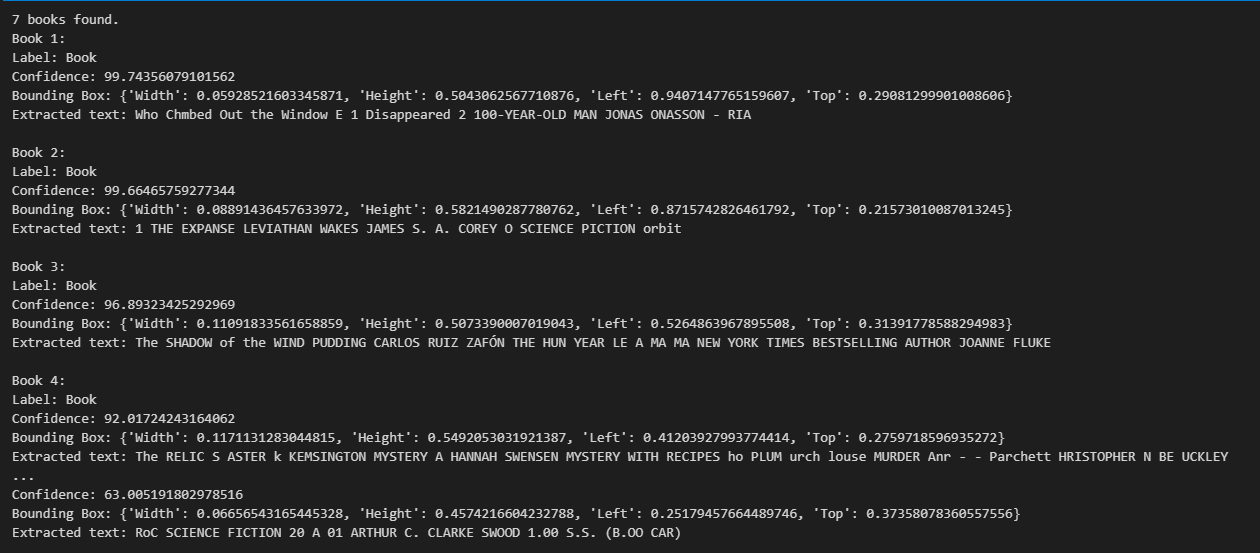 7 books found.
Book 1:
Label: Book
Confidence: 99.74356079101562
Bounding Box: {'Width': 0.05928521603345871, 'Height': 0.5043062567710876, 'Left': 0.9407147765159607, 'Top': 0.29081299901008606}
Extracted text: Who Chmbed Out the Window E 1 Disappeared 2 100-YEAR-OLD MAN JONAS ONASSON - RIA
Book 2:
Label: Book
Confidence: 99.66465759277344
Bounding Box: {'Width': 0.08891436457633972, 'Height': 0.5821490287780762, 'Left': 0.8715742826461792, 'Top': 0.21573010087013245}
Extracted text: 1 THE EXPANSE LEVIATHAN WAKES JAMES S. A. COREY O SCIENCE PICTION orbit
Book 3:
Label: Book
Confidence: 96.89323425292969
Bounding Box: {'Width': 0.11091833561658859, 'Height': 0.5073390007019043, 'Left': 0.5264863967895508, 'Top': 0.31391778588294983}
Extracted text: The SHADOW of the WIND PUDDING CARLOS RUIZ ZAFÓN THE HUN YEAR LE A MA MA NEW YORK TIMES BESTSELLING AUTHOR JOANNE FLUKE
Book 4:
Label: Book
Confidence: 92.01724243164062
Bounding Box: {'Width': 0.1171131283044815, 'Height': 0.5492053031921387, 'Left': 0.41203927993774414, 'Top': 0.2759718596935272}
Extracted text: The RELIC S ASTER k KEMSINGTON MYSTERY A HANNAH SWENSEN MYSTERY WITH RECIPES ho PLUM urch louse MURDER Anr - - Parchett HRISTOPHER N BE UCKLEY
...
Confidence: 63.005191802978516
Bounding Box: {'Width': 0.06656543165445328, 'Height': 0.4574216604232788, 'Left': 0.25179457664489746, 'Top': 0.37358078360557556}
Extracted text: RoC SCIENCE FICTION 20 A 01 ARTHUR C. CLARKE SWOOD 1.00 S.S. (B.OO CAR)